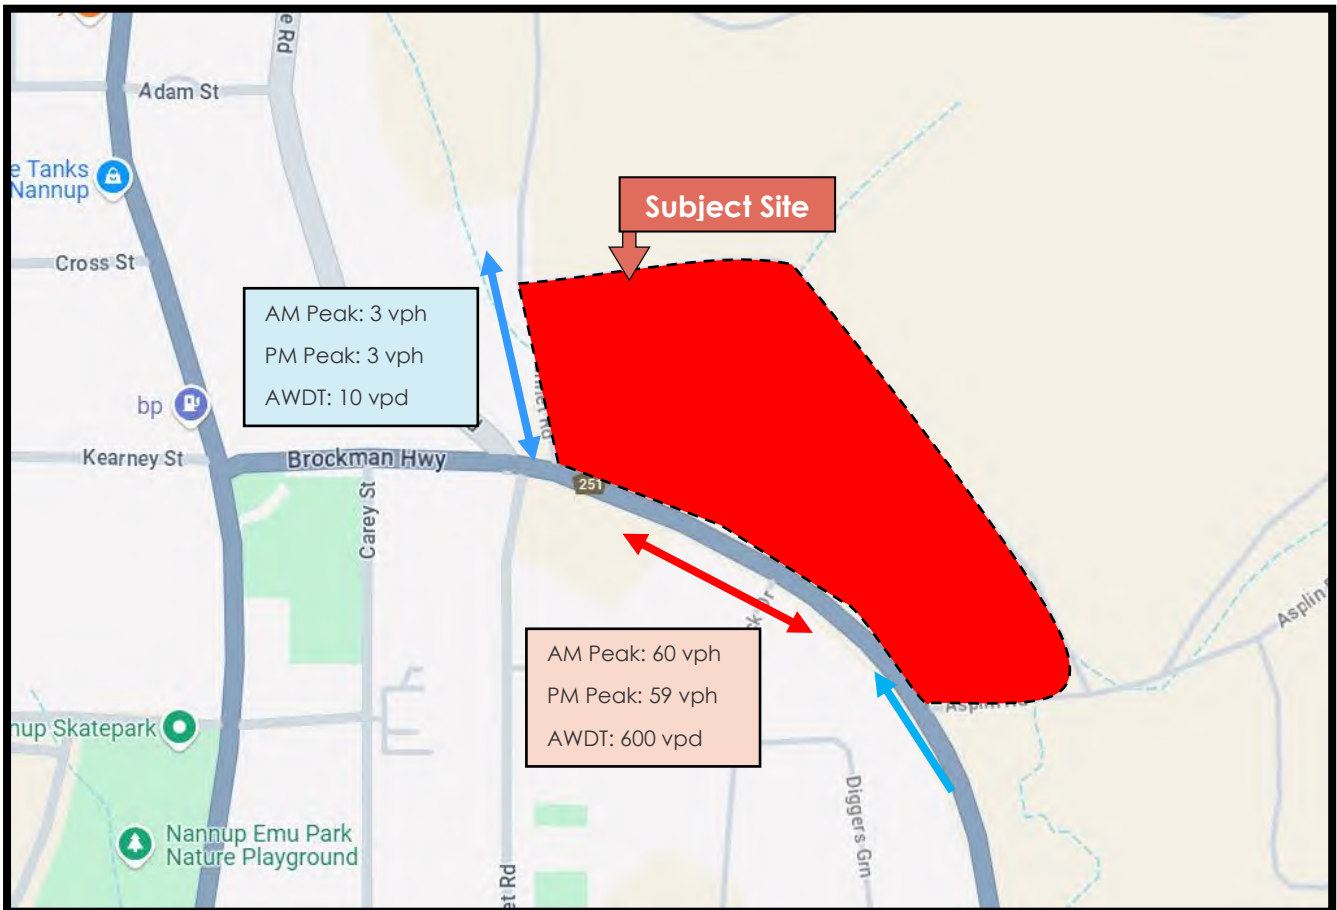 e Rd
Adam St
e Tanks
Nannup
Subject Site
Cross St
AM Peak: 3 vph
PM Peak: 3 vph
AWDT: 10 vpd
bp
Kearney St
Brockman Hwy
251
Carey St
AM Peak: 60 vph
PM Peak: 59 vph
AWDT: 600 vpd
Asplin
nup Skatepark
Diggers Grn
Nannup Emu Park
Nature Playground
et Rd